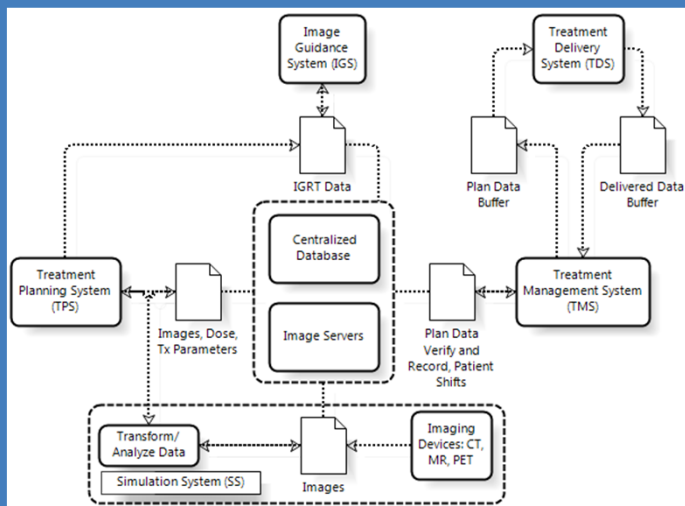 Image
Guidance
System (IGS)
Treatment
Delivery
System (TDS)
IGRT Data
Plan Data
Buffer
Delivered Data
Buffer
Centralized
Database
Treatment
Planning System
(TPS)
Images, Dose,
Tx Parameters
Image Servers
Plan Data
Verify and
Record, Patient
Shifts
Treatment
Management System
(TMS)
Transform/
Analyze Data
Simulation System (SS)
Images
Imaging
Devices: CT,
MR, PET